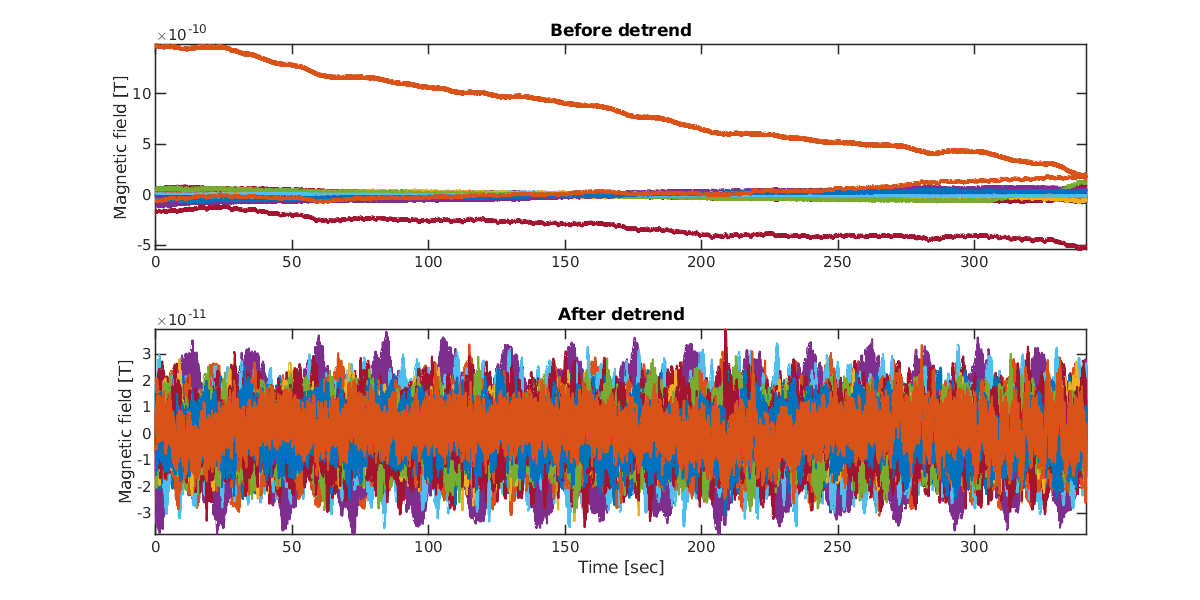 Before detrend
×10-10
Magnetic field [T]
10
5
0
-5
0 50 100 150 200 250 300
After detrend
×10-11
Magnetic field [T]
3
2
1
0
-1
-2
-3
0 50 100 150 200 250 300
Time [sec]